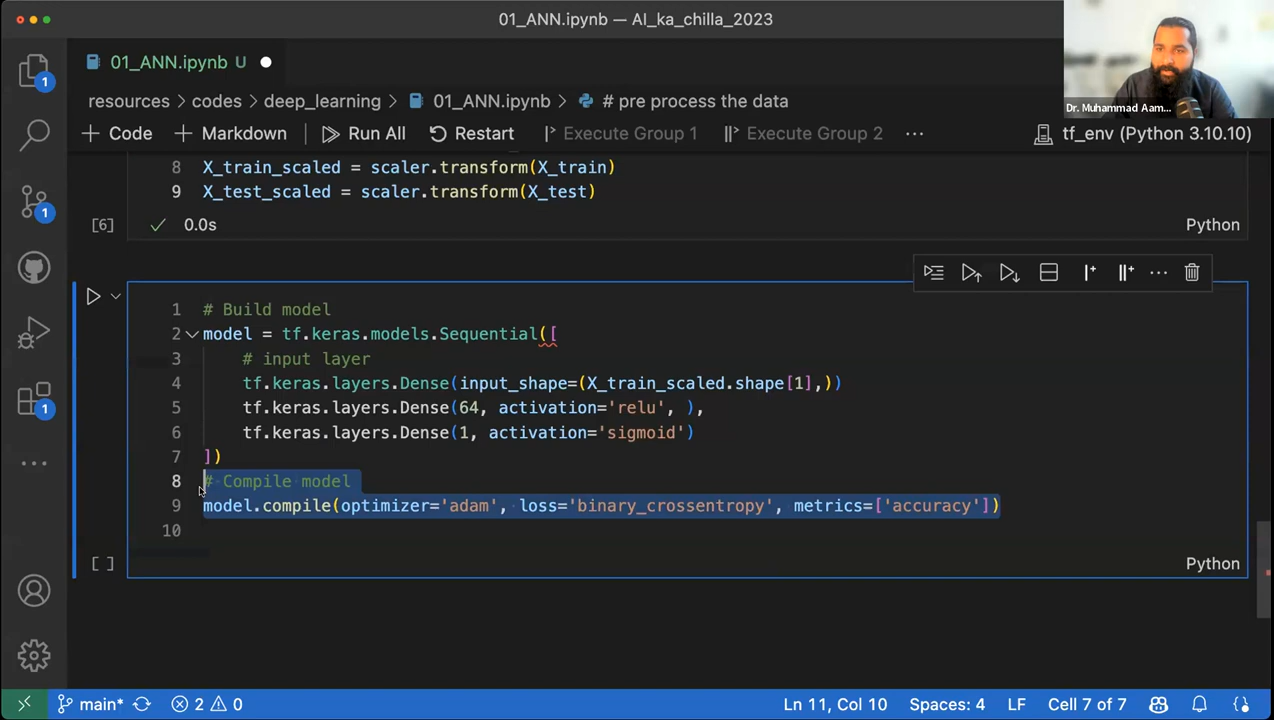 01_ANN.ipynb — AI_ka_chilla_2023
Dr. Muhammad Aam...
1
01_ANN.ipynb U
resources > codes > deep_learning > 01_ANN.ipynb > # pre process the data
Code Markdown Run All Restart Execute Group 1 Execute Group 2 ... tf_env (Python 3.10.10)
8 X_train_scaled = scaler.transform(X_train)
9 X_test_scaled = scaler.transform(X_test)
1
[6] 0.0s Python
1 # Build model
2 model = tf.keras.models.Sequential([
3 # input layer
4 tf.keras.layers.Dense(input_shape=(X_train_scaled.shape[1],))
1
5 tf.keras.layers.Dense(64, activation='relu', ),
6 tf.keras.layers.Dense(1, activation='sigmoid')
7 ])
8 # Compile model
9 model.compile(optimizer='adam', loss='binary_crossentropy', metrics=['accuracy'])
10
[ ] Python
main* 2 0 Ln 11, Col 10 Spaces: 4 LF Cell 7 of 7